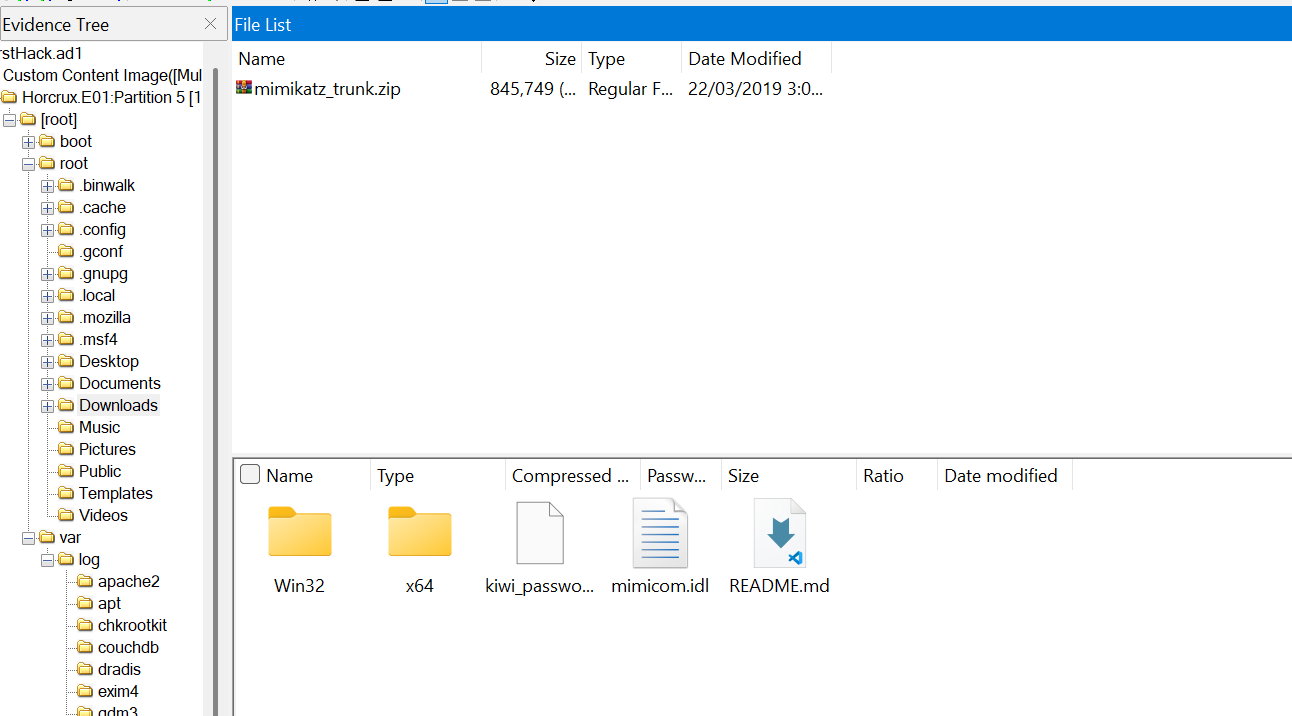 Evidence Tree
rstHack.ad1
Custom Content Image([Mul
Horcrux.E01:Partition 5 [1
[root]
boot
root
.binwalk
.cache
.config
.gconf
.gnupg
.local
.mozilla
.msf4
Desktop
Documents
Downloads
Music
Pictures
Public
Templates
Videos
var
log
apache2
apt
chkrootkit
couchdb
dradis
exim4
gdm3
File List
Name Size Type Date Modified
mimikatz_trunk.zip 845,749 (... Regular F... 22/03/2019 3:0...
Name Type Compressed ... Passw... Size Ratio Date modified
Win32 x64 kiwi_passwo... mimicom.idl README.md